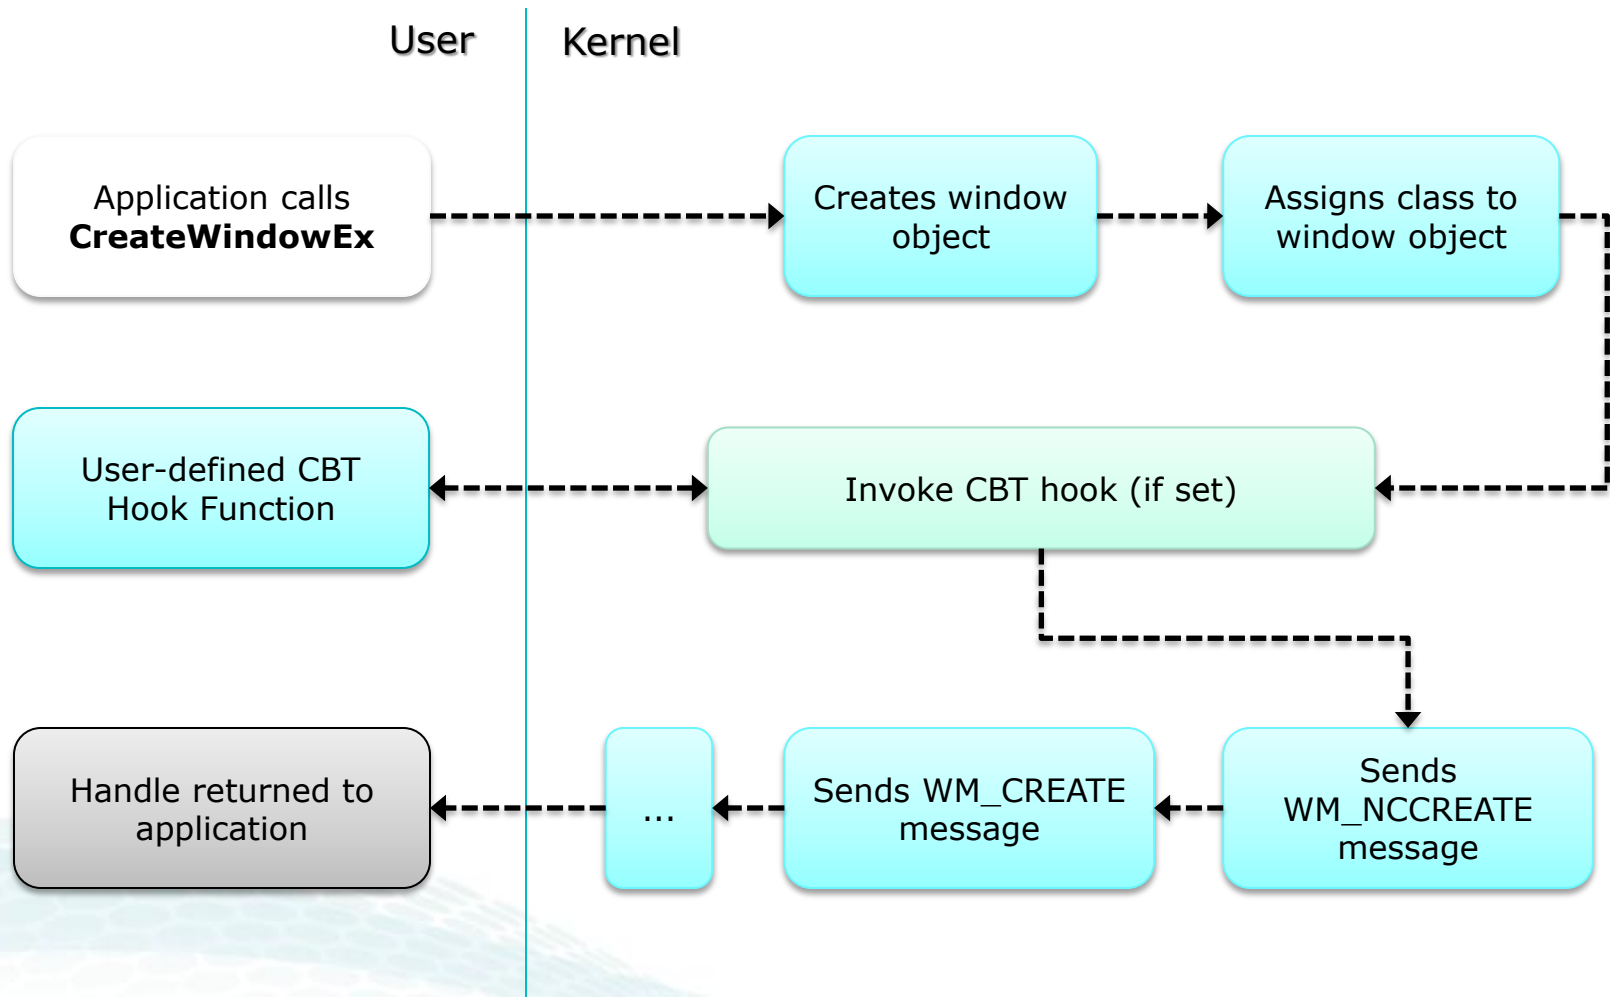 User
Kernel
Application calls
CreateWindowEx
Creates window
object
Assigns class to
window object
User-defined CBT
Hook Function
Invoke CBT hook (if set)
Handle returned to
application
...
Sends WM_CREATE
message
Sends
WM_NCCREATE
message